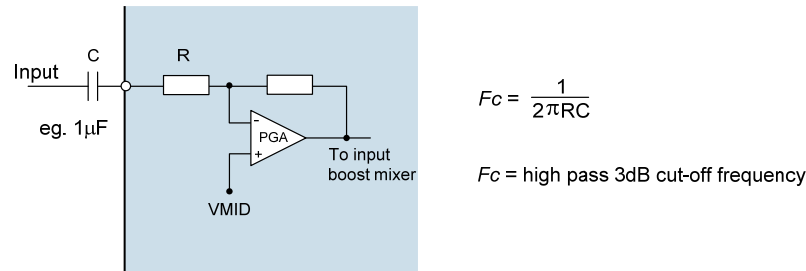 C
R
Input
eg. 1µF
-
PGA
+
To input
boost mixer
VMID
Fc = 1
2πRC
Fc = high pass 3dB cut-off frequency